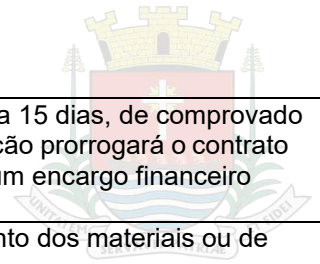 a 15 dias, de comprovado
ção prorrogará o contrato
um encargo financeiro
nto dos materiais ou de